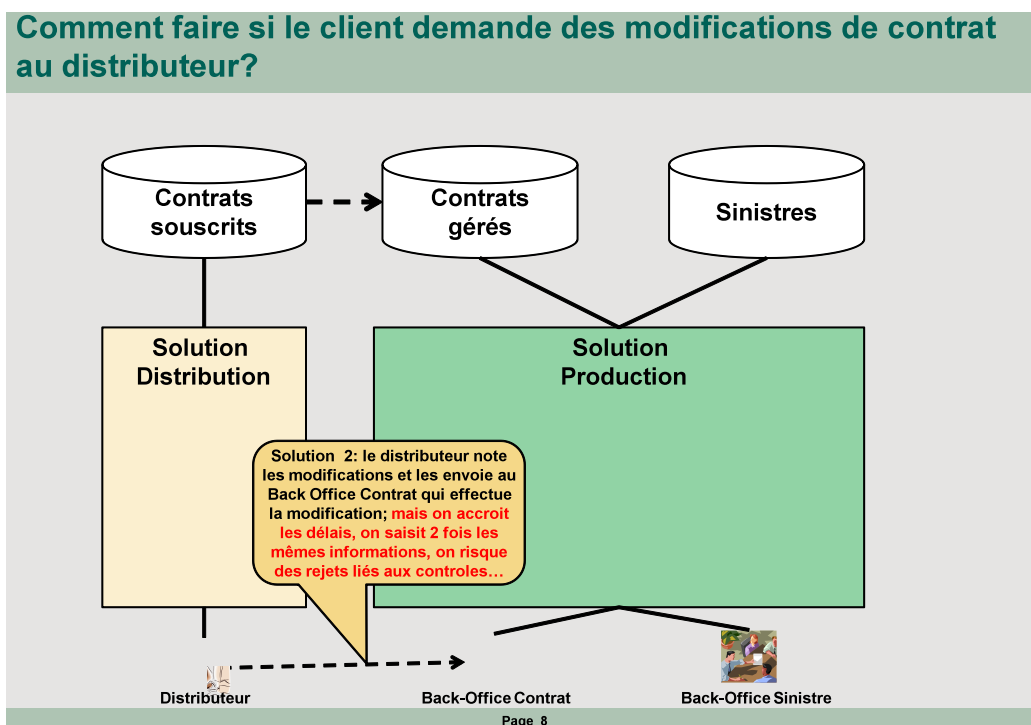 Comment faire si le client demande des modifications de contrat
au distributeur?
Contrats
souscrits
Contrats
gérés
Sinistres
Solution
Distribution
Solution
Production
Solution 2: le distributeur note
les modifications et les envoie au
Back Office Contrat qui effectue
la modification; mais on accroit
les délais, on saisit 2 fois les
mêmes informations, on risque
des rejets liés aux controles…
Distributeur
Back-Office Contrat
Back-Office Sinistre
Page 8